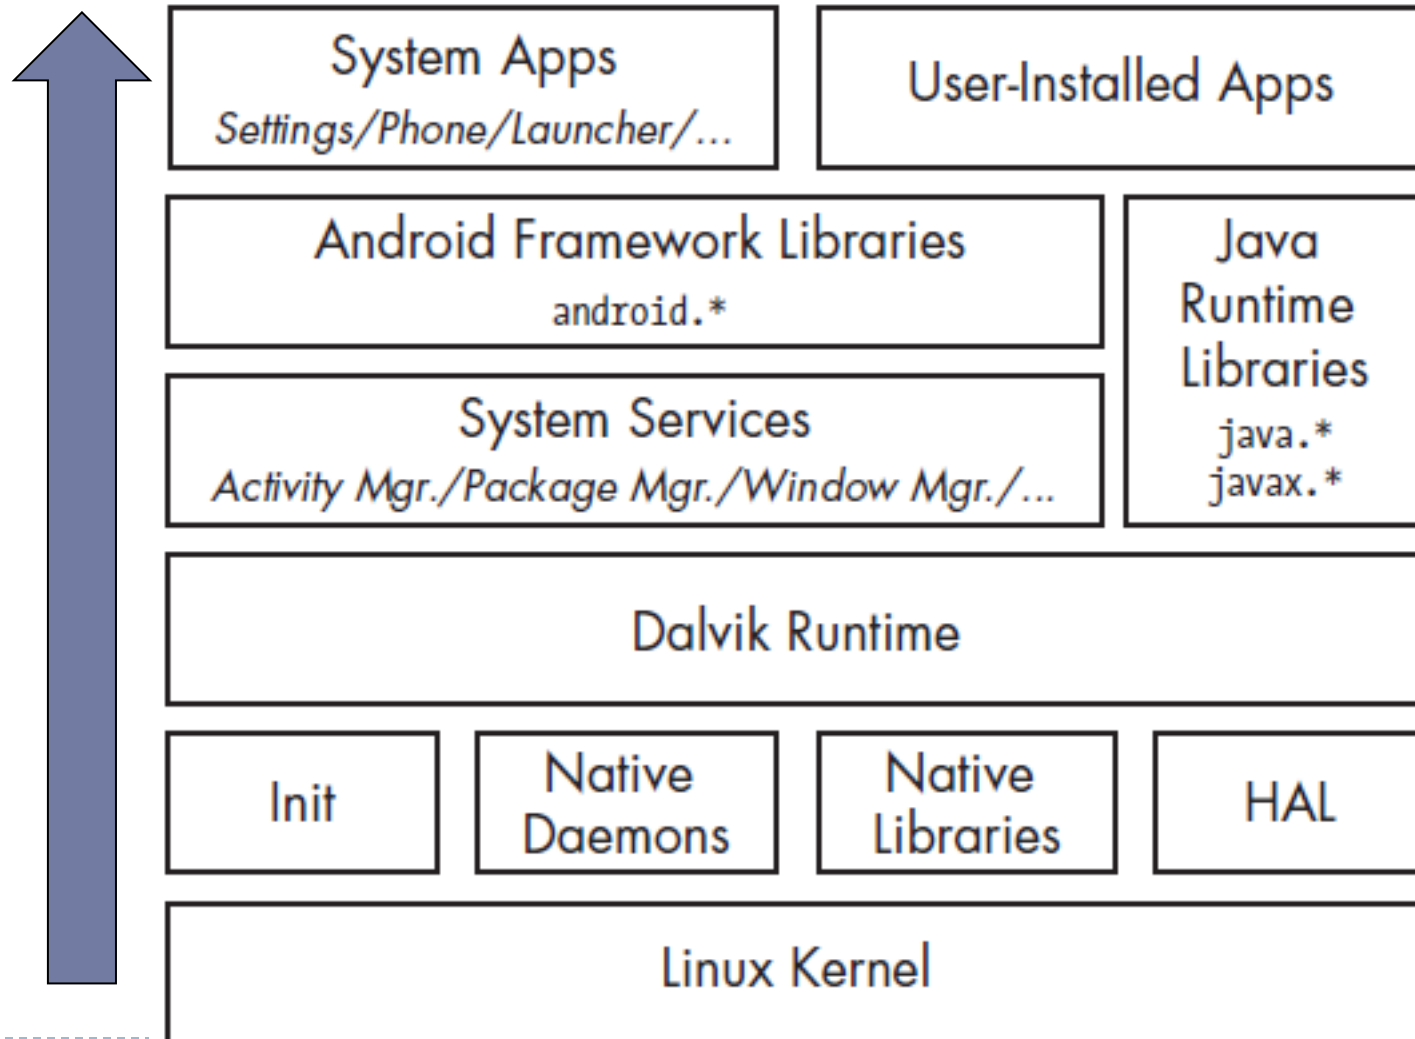 System Apps
Settings/Phone/Launcher/...
User-Installed Apps
Android Framework Libraries
android.*
Java
Runtime
Libraries
java.*
javax.*
System Services
Activity Mgr./Package Mgr./Window Mgr./...
Dalvik Runtime
Init
Native
Daemons
Native
Libraries
HAL
Linux Kernel